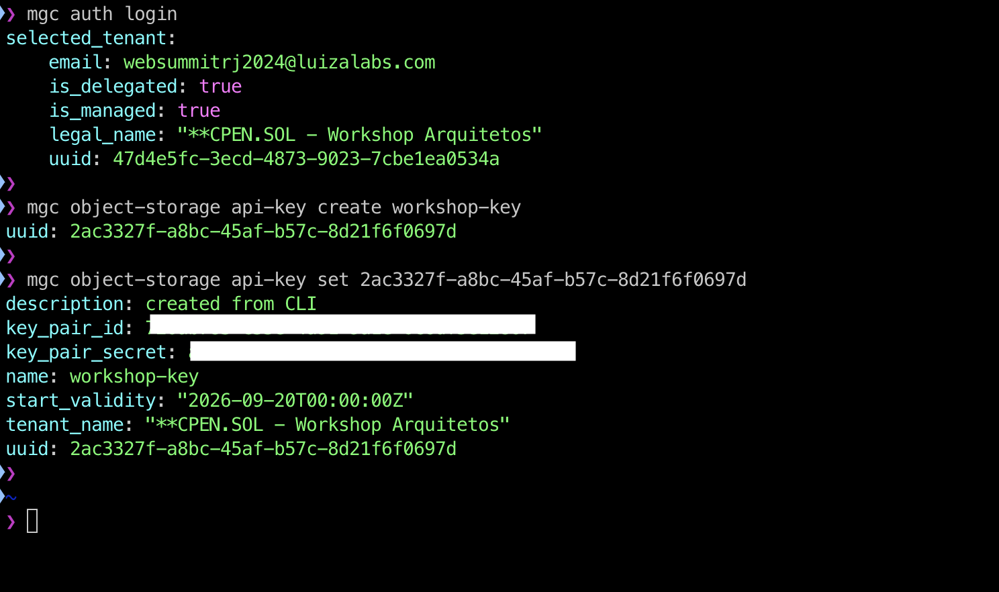 ❯ mgc auth login
selected_tenant:
    email: websummitrj2024@luizalabs.com
    is_delegated: true
    is_managed: true
    legal_name: "**CPEN.SOL - Workshop Arquitetos"
    uuid: 47d4e5fc-3ecd-4873-9023-7cbe1ea0534a
❯
❯ mgc object-storage api-key create workshop-key
uuid: 2ac3327f-a8bc-45af-b57c-8d21f6f0697d
❯
❯ mgc object-storage api-key set 2ac3327f-a8bc-45af-b57c-8d21f6f0697d
description: created from CLI
key_pair_id:
key_pair_secret:
name: workshop-key
start_validity: "2026-09-20T00:00:00Z"
tenant_name: "**CPEN.SOL - Workshop Arquitetos"
uuid: 2ac3327f-a8bc-45af-b57c-8d21f6f0697d
❯
~
❯